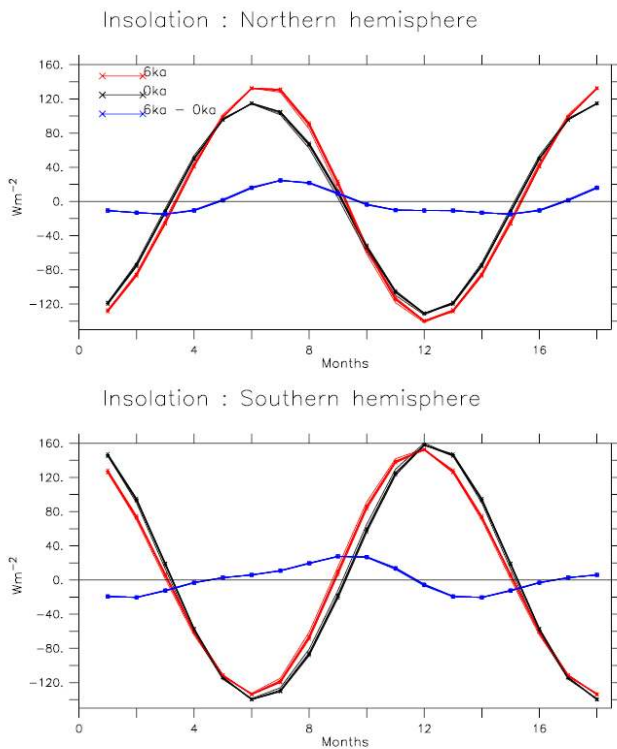 Insolation : Northern hemisphere
160.
120.
80.
40.
0.
-40.
-80.
-120.
Wm-2
6ka
0ka
6ka - 0ka
0 4 8 12 16
Months
Insolation : Southern hemisphere
160.
120.
80.
40.
0.
-40.
-80.
-120.
Wm-2
0 4 8 12 16
Months